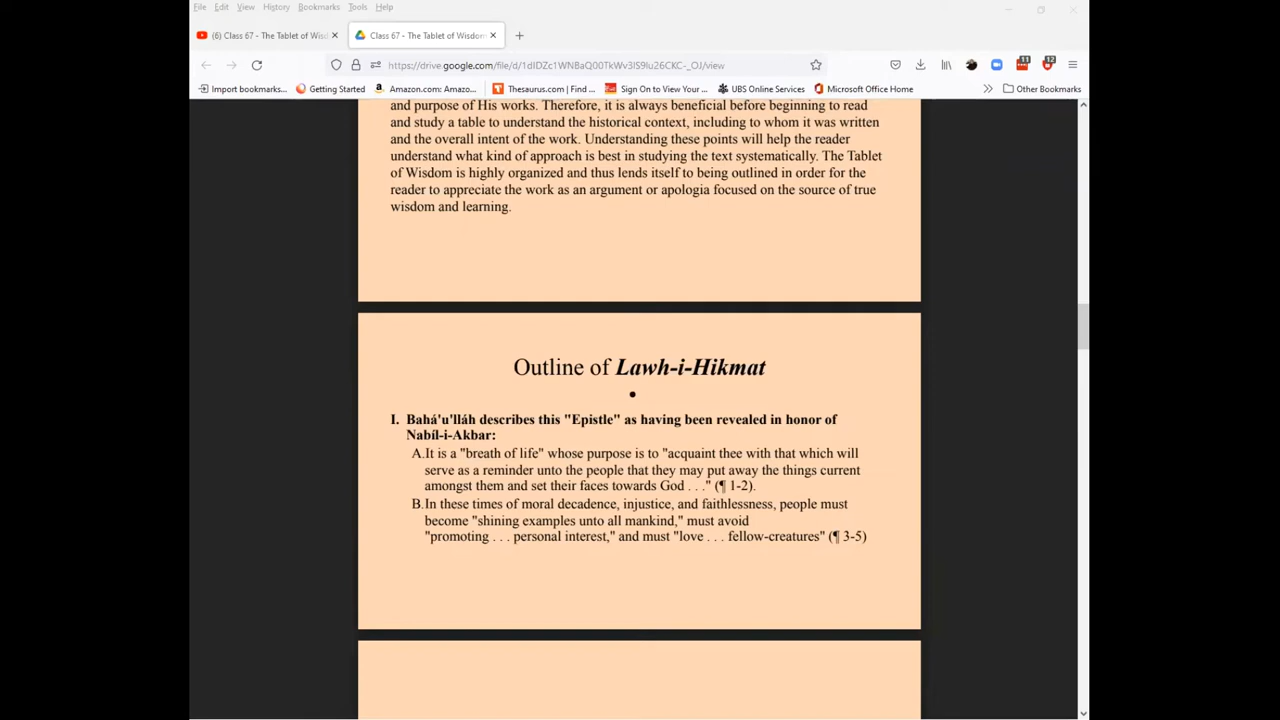 File Edit View History Bookmarks Tools Help
(6) Class 67 - The Tablet of Wisd
Class 67 - The Tablet of Wisdom
https://drive.google.com/file/d/1dIDZc1WNBaQ00TkWv3lS9Iu26CKC-_OJ/view
11
12
Import bookmarks...
Getting Started
Amazon.com: Amazo...
Thesaurus.com | Find ...
Sign On to View Your ...
UBS Online Services
Microsoft Office Home
Other Bookmarks
and purpose of His works. Therefore, it is always beneficial before beginning to read
and study a table to understand the historical context, including to whom it was written
and the overall intent of the work. Understanding these points will help the reader
understand what kind of approach is best in studying the text systematically. The Tablet
of Wisdom is highly organized and thus lends itself to being outlined in order for the
reader to appreciate the work as an argument or apologia focused on the source of true
wisdom and learning.
Outline of Lawh-i-Hikmat
•
I. Bahá'u'lláh describes this "Epistle" as having been revealed in honor of
Nabíl-i-Akbar:
A.It is a "breath of life" whose purpose is to "acquaint thee with that which will
serve as a reminder unto the people that they may put away the things current
amongst them and set their faces towards God . . ." (¶ 1-2).
B.In these times of moral decadence, injustice, and faithlessness, people must
become "shining examples unto all mankind," must avoid
"promoting . . . personal interest," and must "love . . . fellow-creatures" (¶ 3-5)